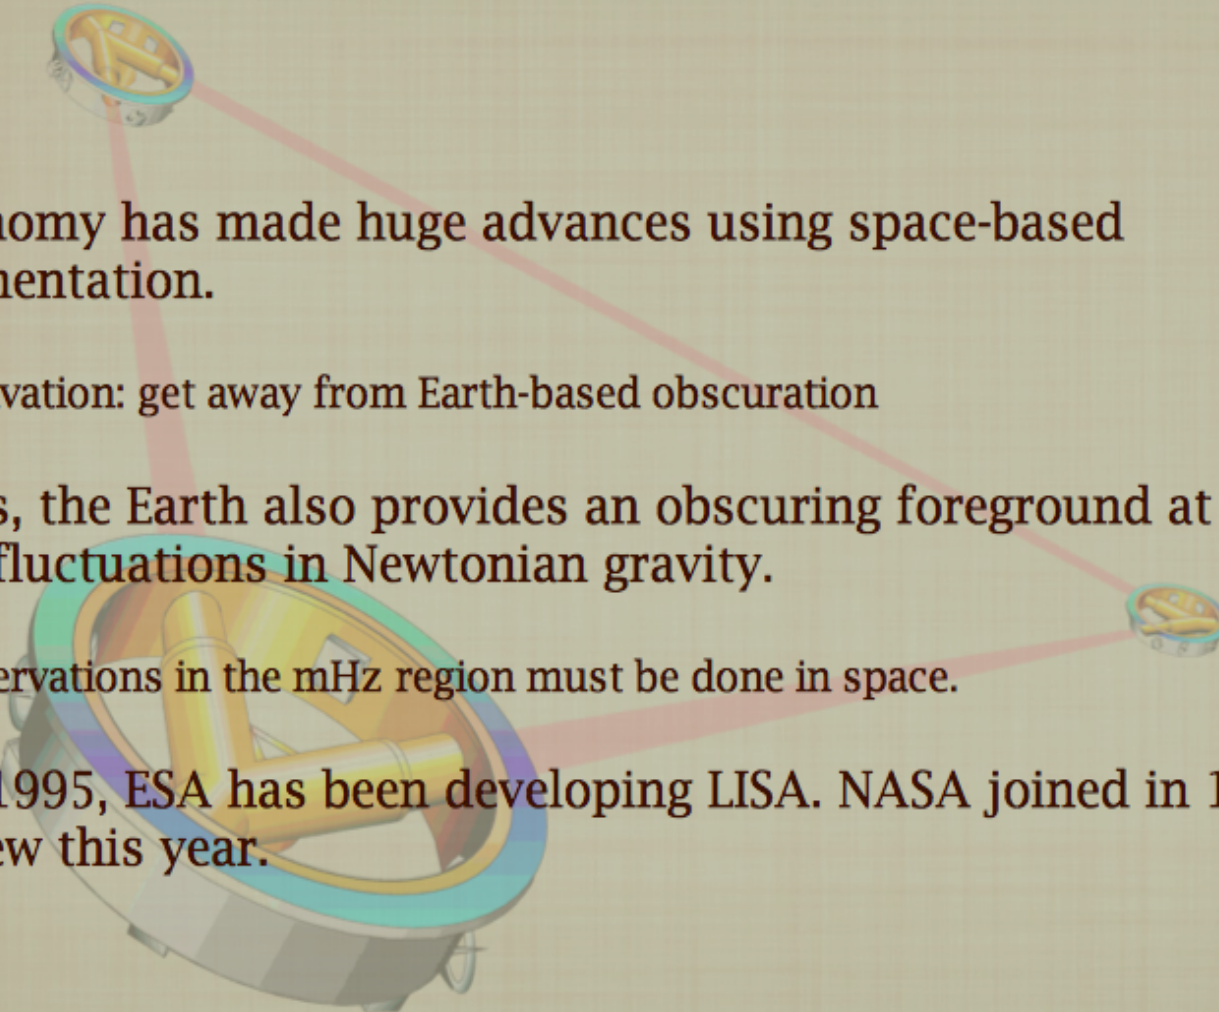 nomy has made huge advances using space-based
nentation.
vation: get away from Earth-based obscuration
s, the Earth also provides an obscuring foreground at
fluctuations in Newtonian gravity.
ervations in the mHz region must be done in space.
1995, ESA has been developing LISA. NASA joined in 1
ew this year.